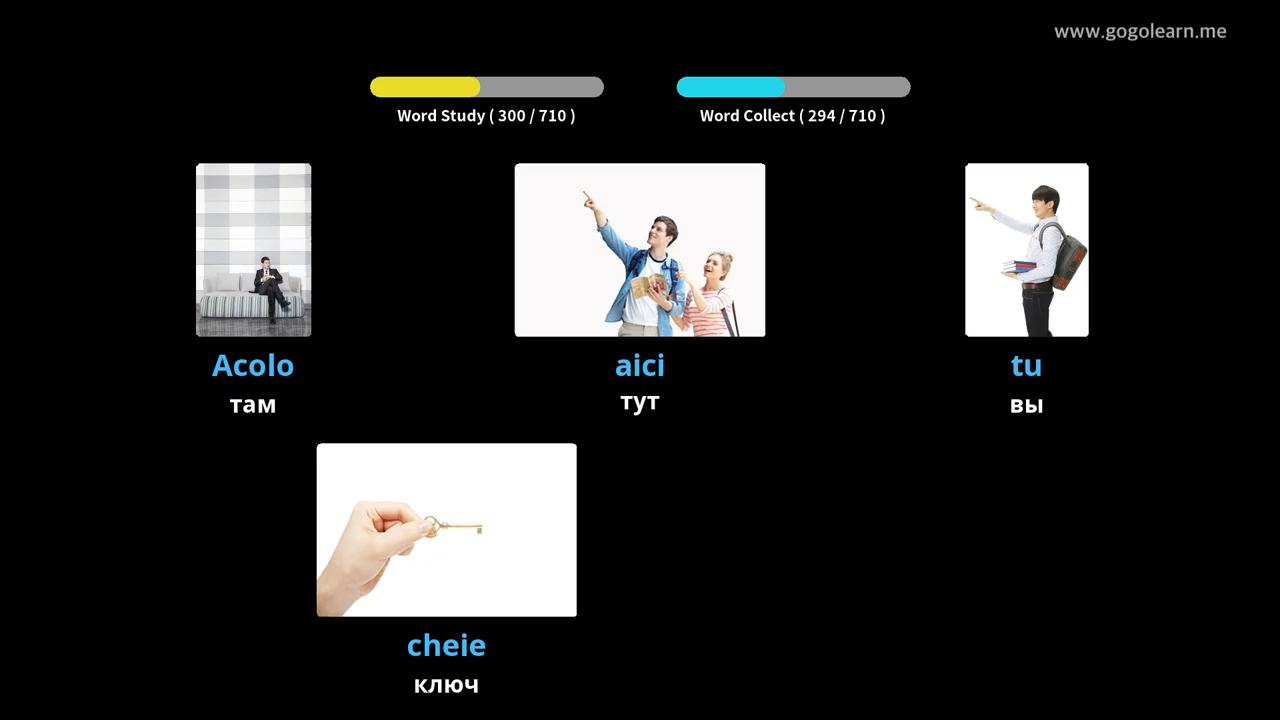 www.gogolearn.me
Word Study ( 300 / 710 )
Word Collect ( 294 / 710 )
Acolo
там
aici
тут
tu
вы
cheie
ключ